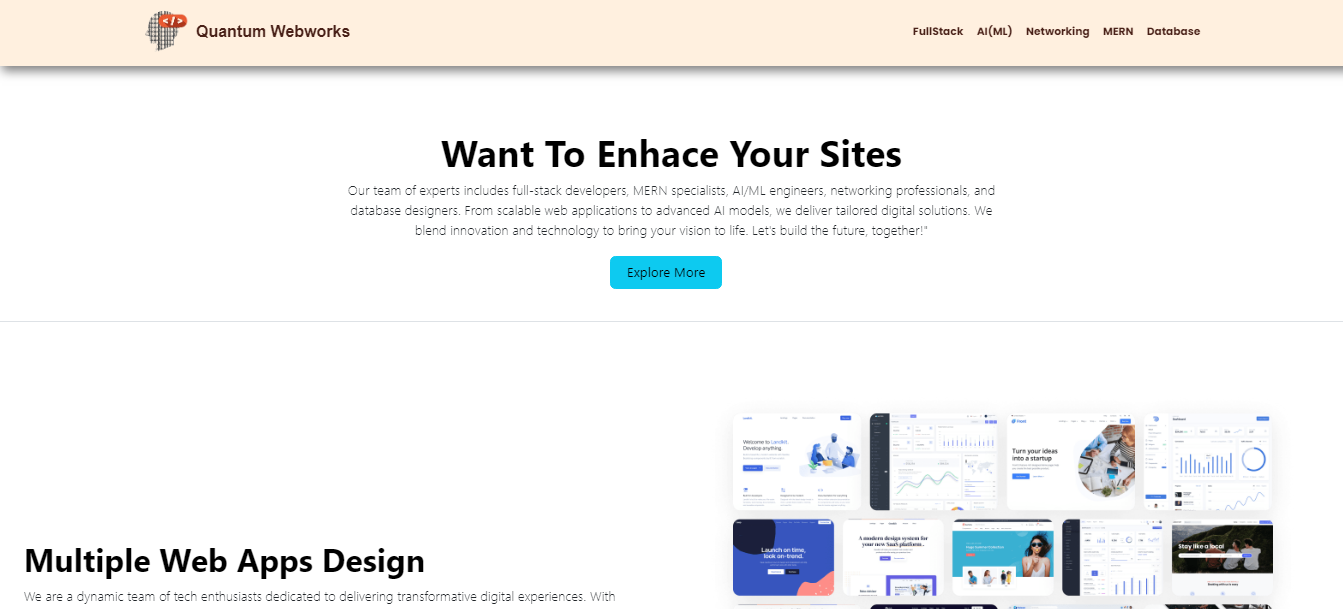 </>
Quantum Webworks
FullStack AI(ML) Networking MERN Database
Want To Enhace Your Sites
Our team of experts includes full-stack developers, MERN specialists, AI/ML engineers, networking professionals, and
database designers. From scalable web applications to advanced AI models, we deliver tailored digital solutions. We
blend innovation and technology to bring your vision to life. Let's build the future, together!"
Explore More
Welcome to Landkit.
Develop anything
Turn your ideas
into a startup
Launch on time,
look on-trend.
A modern design system for
your new SaaS platform..
Stay like a local
Multiple Web Apps Design
We are a dynamic team of tech enthusiasts dedicated to delivering transformative digital experiences. With